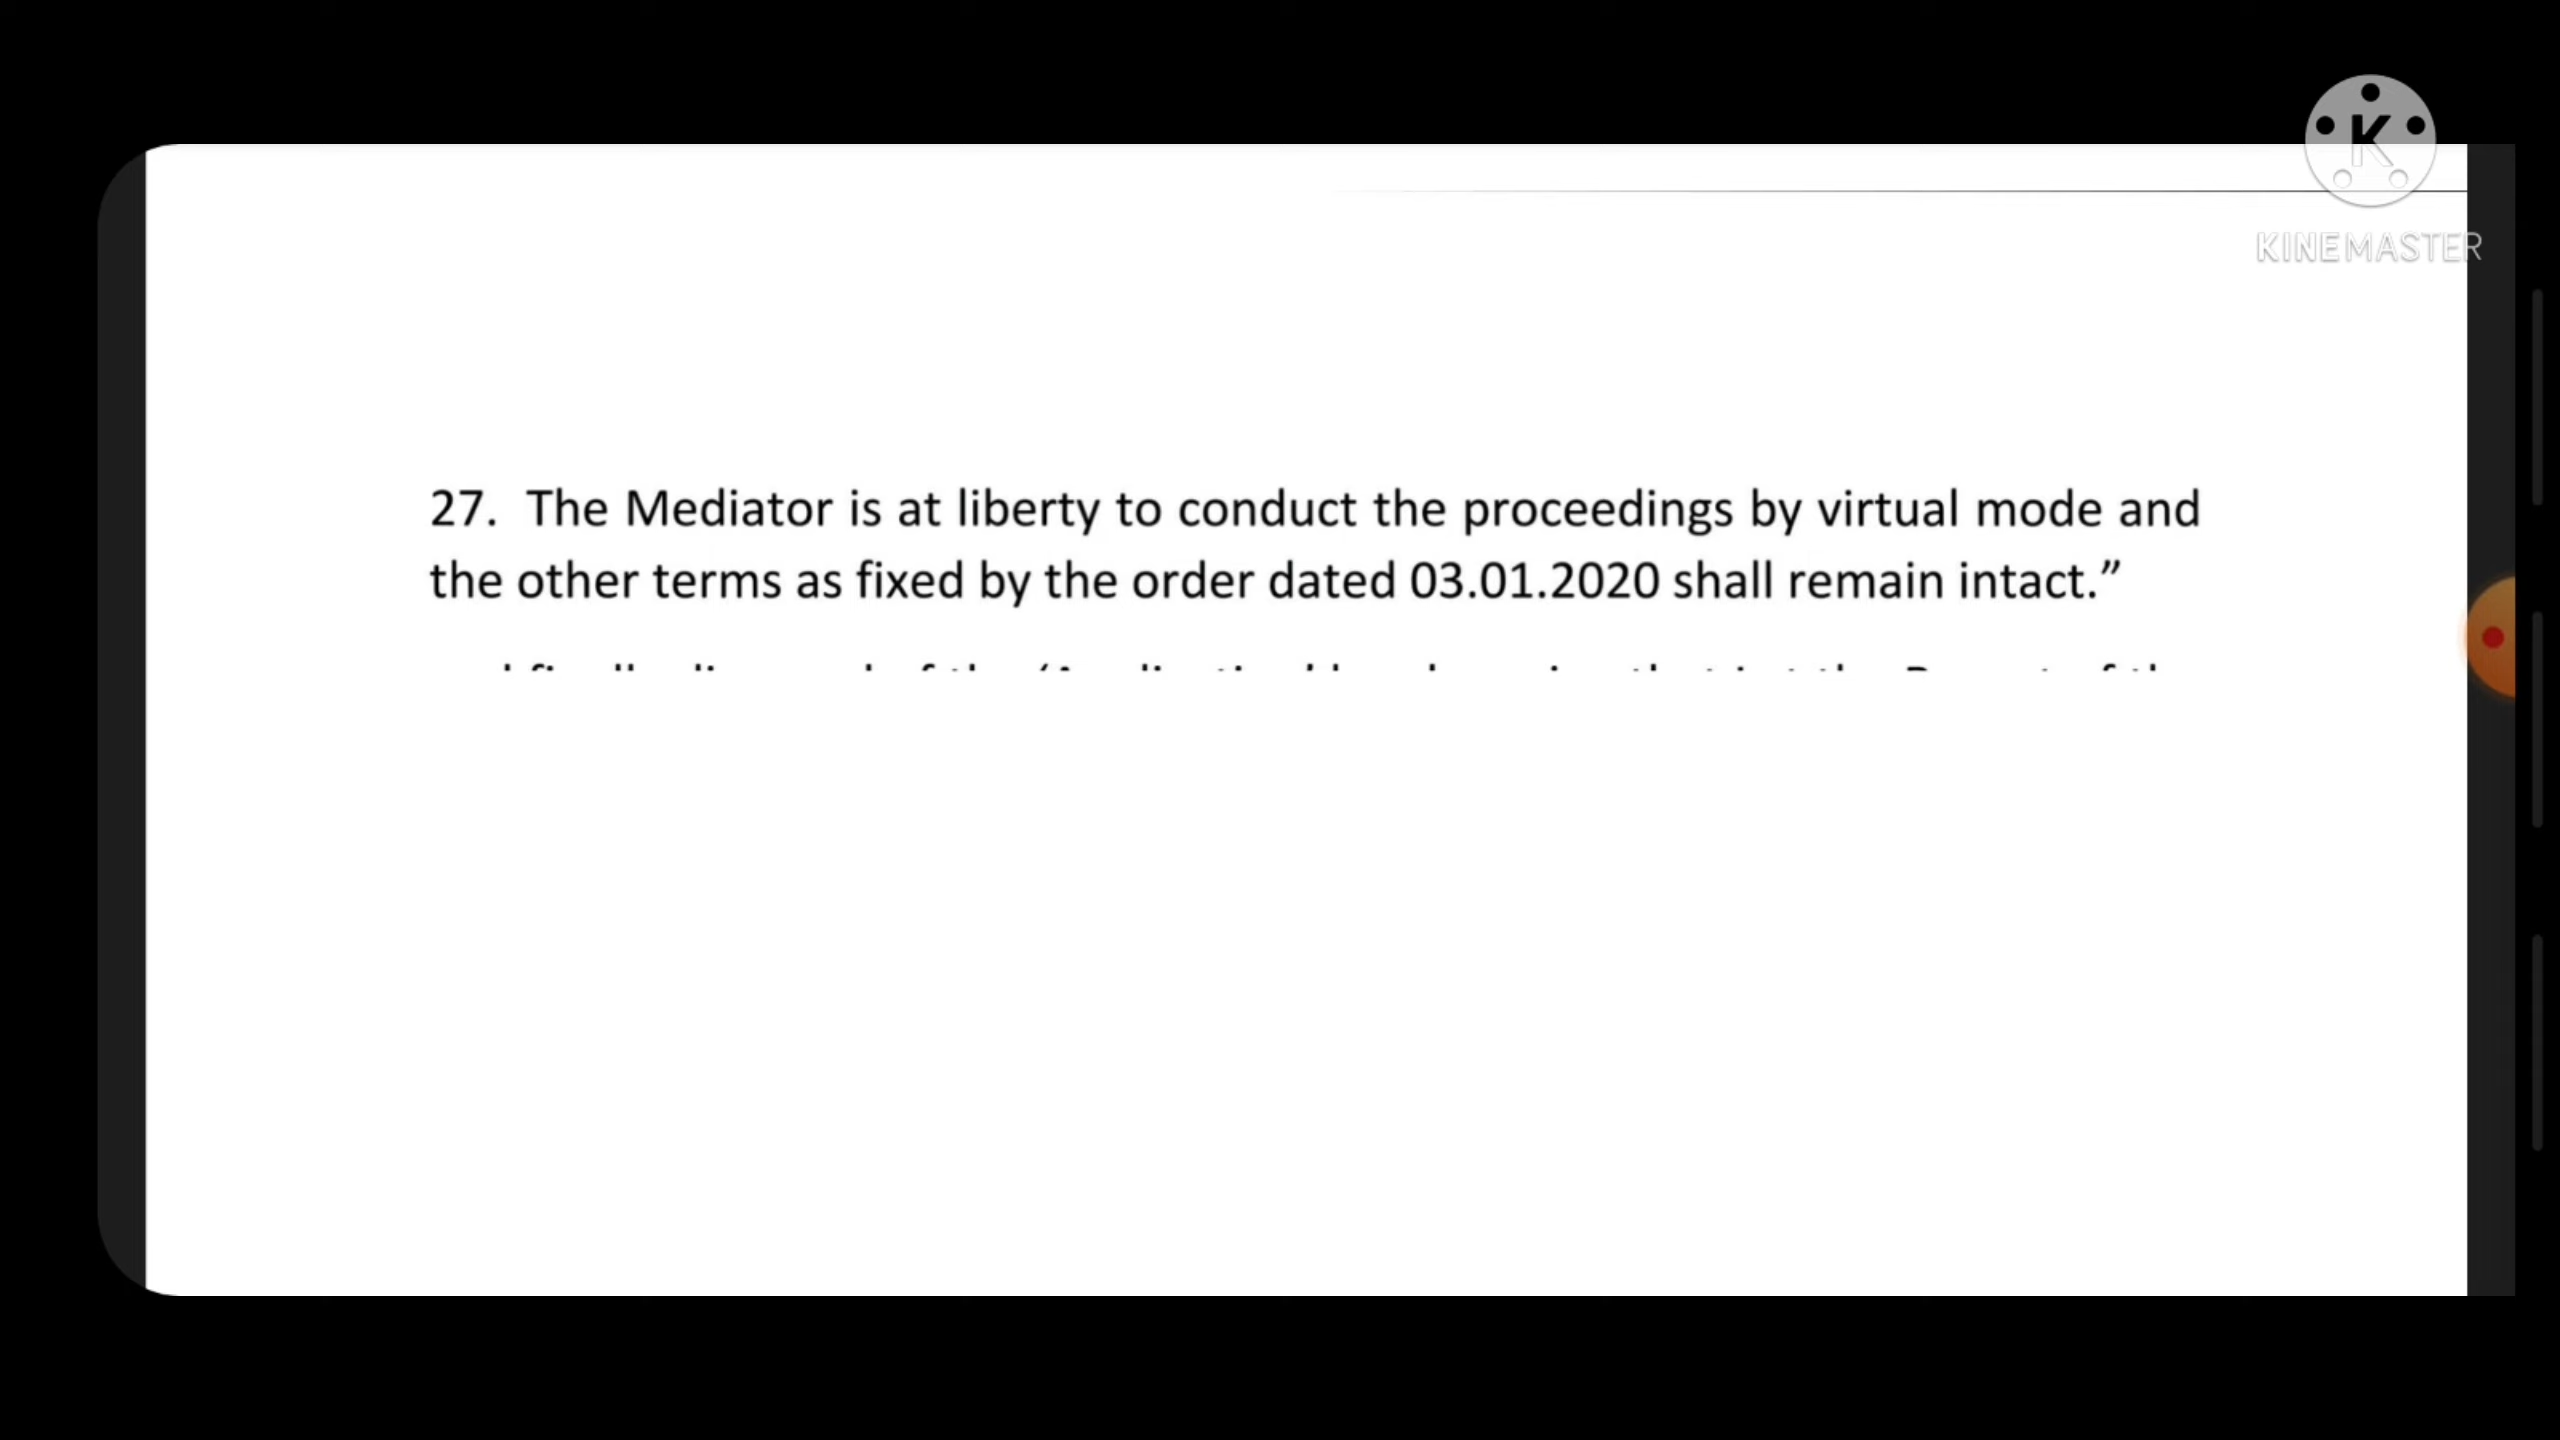 KINEMASTER
27. The Mediator is at liberty to conduct the proceedings by virtual mode and
the other terms as fixed by the order dated 03.01.2020 shall remain intact.”